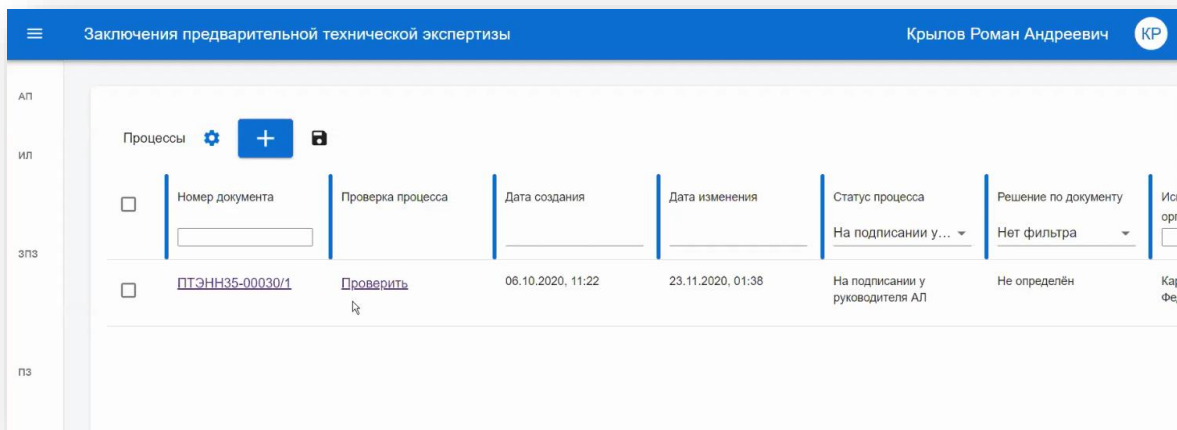 Заключения предварительной технической экспертизы
Крылов Роман Андреевич
КР
АП
ИЛ
ЗПЗ
ПЗ
Процессы
Номер документа
Проверка процесса
Дата создания
Дата изменения
Статус процесса
Решение по документу
На подписании у...
Нет фильтра
ПТЭНН35-00030/1
Проверить
06.10.2020, 11:22
23.11.2020, 01:38
На подписании у
руководителя АЛ
Не определён